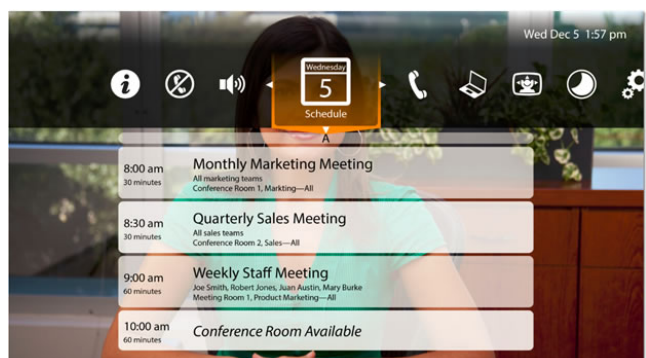 Wed Dec 5 1:57 pm
Wednesday
5
Schedule
A
8:00 am
30 minutes
Monthly Marketing Meeting
All marketing teams
Conference Room 1, Markting—All
8:30 am
30 minutes
Quarterly Sales Meeting
All sales teams
Conference Room 2, Sales—All
9:00 am
60 minutes
Weekly Staff Meeting
Joe Smith, Robert Jones, Juan Austin, Mary Burke
Meeting Room 1, Product Marketing—All
10:00 am
60 minutes
Conference Room Available